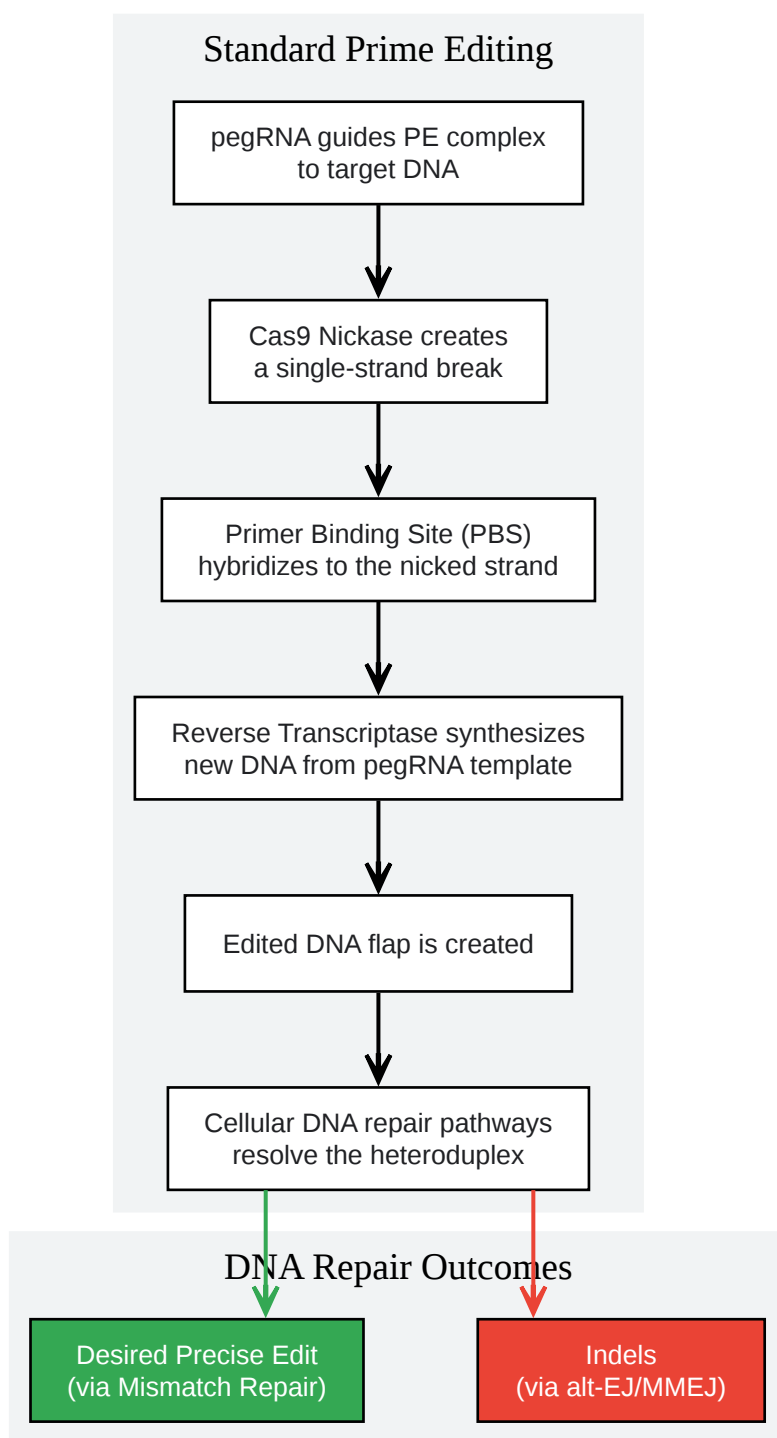 Standard Prime Editing
pegRNA guides PE complex
to target DNA
Cas9 Nickase creates
a single-strand break
Primer Binding Site (PBS)
hybridizes to the nicked strand
Reverse Transcriptase synthesizes
new DNA from pegRNA template
Edited DNA flap is created
Cellular DNA repair pathways
resolve the heteroduplex
DNA Repair Outcomes
Desired Precise Edit
(via Mismatch Repair)
Indels
(via alt-EJ/MMEJ)